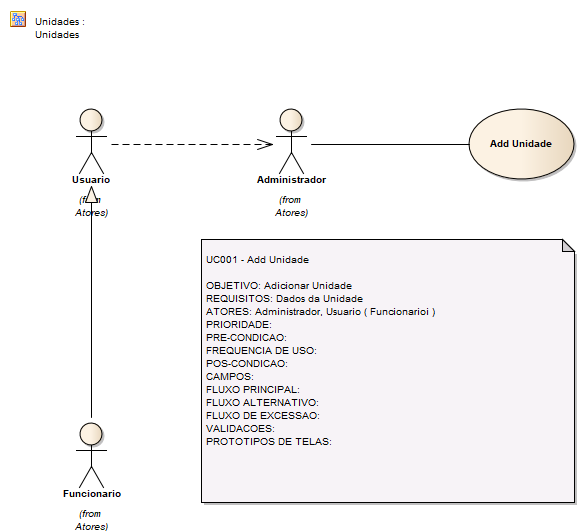 Unidades :
Unidades
Usuario
(from
Atores)
Administrador
(from
Atores)
Add Unidade
UC001 - Add Unidade
OBJETIVO: Adicionar Unidade
REQUISITOS: Dados da Unidade
ATORES: Administrador, Usuario ( Funcionarioi )
PRIORIDADE:
PRE-CONDICAO:
FREQUENCIA DE USO:
POS-CONDICAO:
CAMPOS:
FLUXO PRINCIPAL:
FLUXO ALTERNATIVO:
FLUXO DE EXCESSAO:
VALIDACOES:
PROTOTIPOS DE TELAS:
Funcionario
(from
Atores)